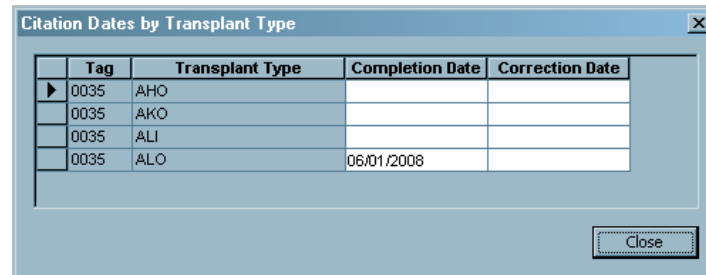 Citation Dates by Transplant Type
Tag Transplant Type Completion Date Correction Date
0035 AHO
0035 AKO
0035 ALI
0035 ALO 06/01/2008
Close